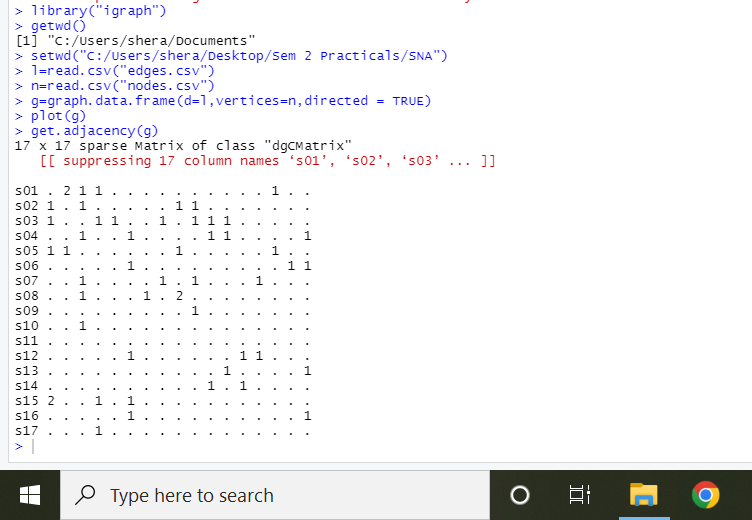 > library("igraph")
> getwd()
[1] "C:/Users/shera/Documents"
> setwd("C:/Users/shera/Desktop/Sem 2 Practicals/SNA")
> l=read.csv("edges.csv")
> n=read.csv("nodes.csv")
> g=graph.data.frame(d=l,vertices=n,directed = TRUE)
> plot(g)
> get.adjacency(g)
17 x 17 sparse Matrix of class "dgCMatrix"
[[ suppressing 17 column names ‘s01’, ‘s02’, ‘s03’ ... ]]
s01 . 2 1 1 . . . . . . . . . . 1 . .
s02 1 . 1 . . . . . 1 1 . . . . . . .
s03 1 . . 1 1 . . 1 . 1 1 1 . . . . .
s04 . . 1 . . 1 . . . . 1 1 . . . . 1
s05 1 1 . . . . . . 1 . . . . . 1 . .
s06 . . . . . 1 . . . . . . . . . 1 1
s07 . . 1 . . . . 1 . 1 . . . 1 . . .
s08 . . 1 . . . 1 . 2 . . . . . . . .
s09 . . . . . . . . . 1 . . . . . . .
s10 . . 1 . . . . . . . . . . . . . .
s11 . . . . . . . . . . . . . . . . .
s12 . . . . . 1 . . . . . . 1 1 . . .
s13 . . . . . . . . . . . 1 . . . . 1
s14 . . . . . . . . . . 1 . 1 . . . .
s15 2 . . 1 . 1 . . . . . . . . . . .
s16 . . . . . 1 . . . . . . . . . . 1
s17 . . . 1 . . . . . . . . . . . . .
>
Type here to search